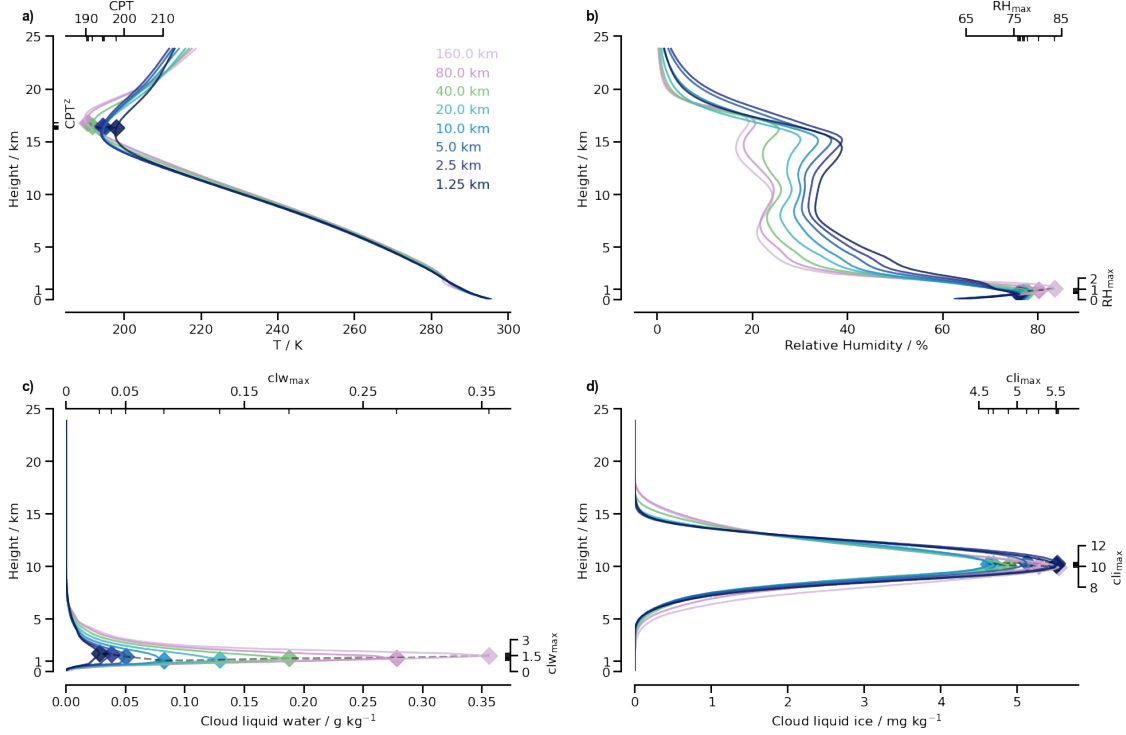 a)
CPT
190 200 210
25
20
15
10
5
1
0
Height / km
CPTᶻ
160.0 km
80.0 km
40.0 km
20.0 km
10.0 km
5.0 km
2.5 km
1.25 km
200 220 240 260 280 300
T / K
b)
RHmax
65 75 85
25
20
15
10
5
1
0
Height / km
2
1
0
RHmax
0 20 40 60 80
Relative Humidity / %
c)
clwmax
0 0.05 0.15 0.25 0.35
25
20
15
10
5
1
0
Height / km
3
1.5
0
clwmax
0.00 0.05 0.10 0.15 0.20 0.25 0.30 0.35
Cloud liquid water / g kg⁻¹
d)
climax
4.5 5 5.5
25
20
15
10
5
1
0
Height / km
12
10
8
climax
0 1 2 3 4 5
Cloud liquid ice / mg kg⁻¹